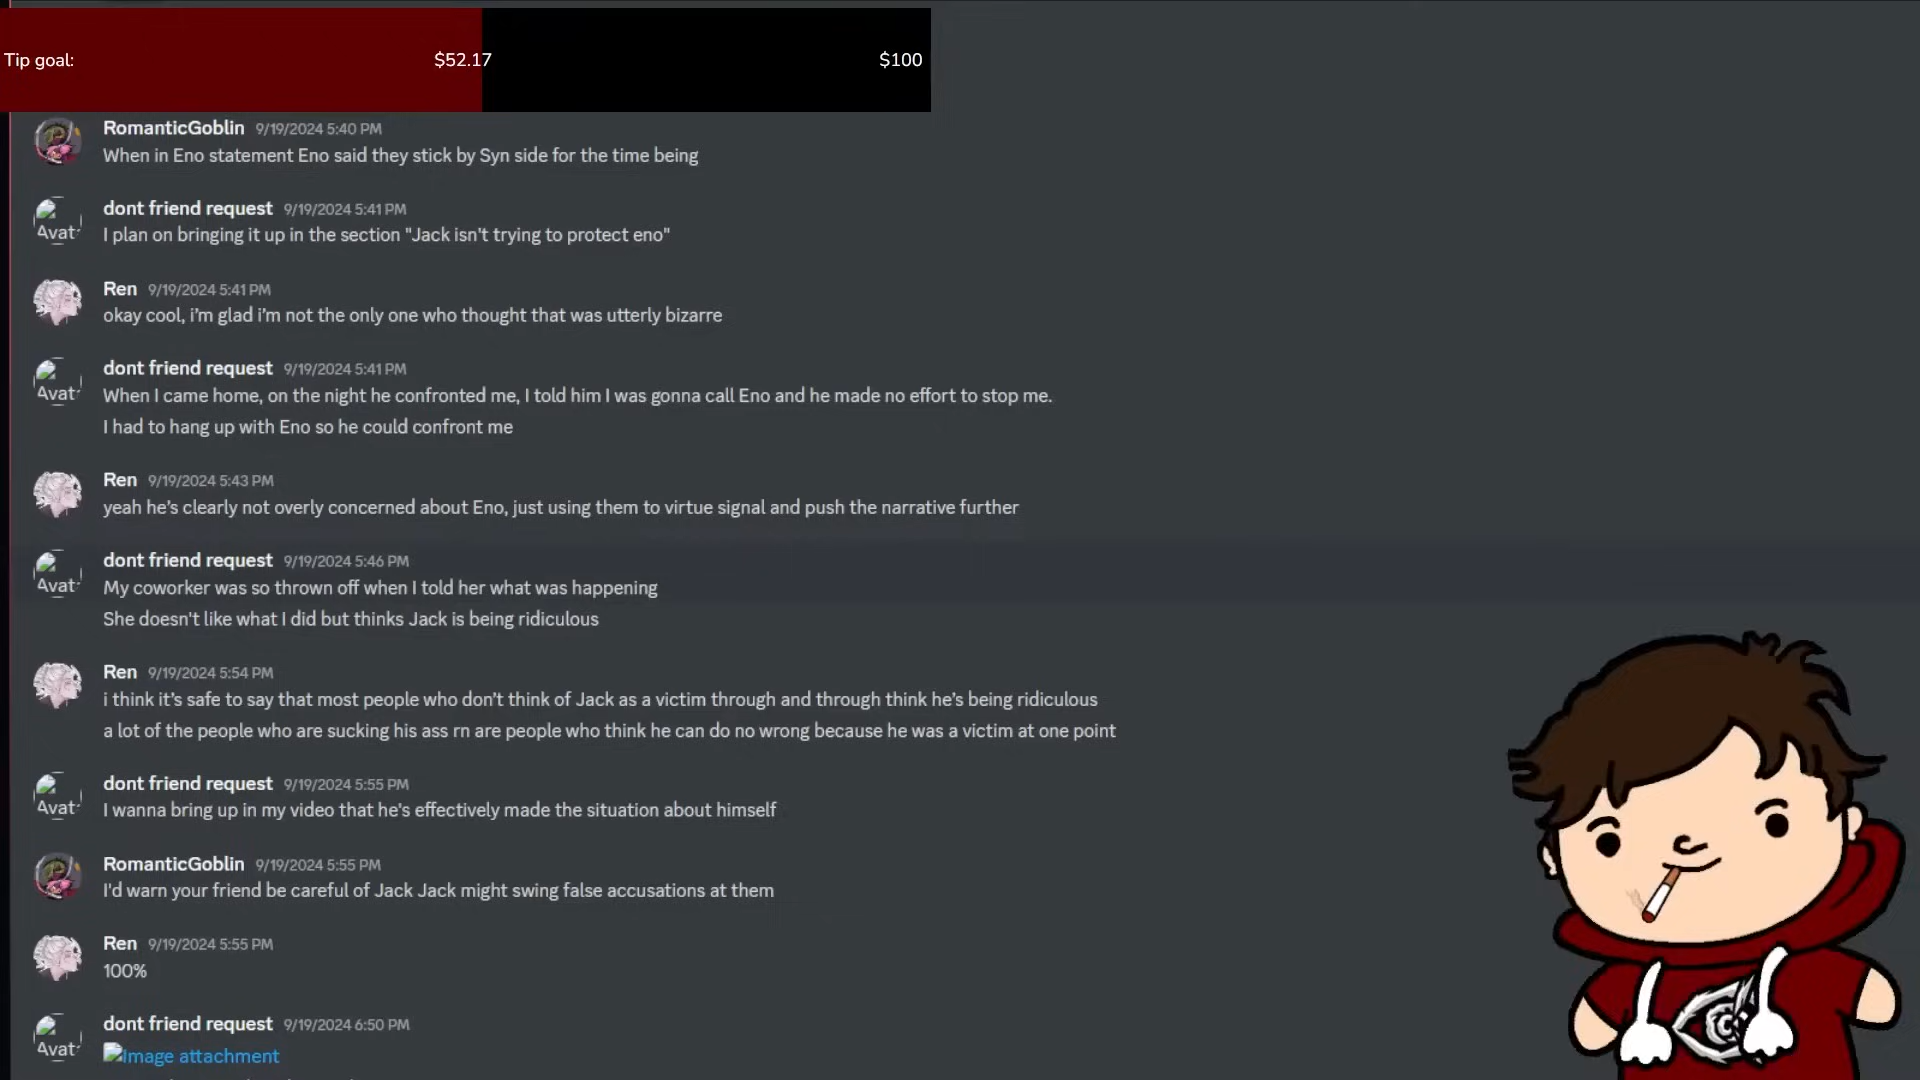 Tip goal: $52.17 $100
RomanticGoblin 9/19/2024 5:40 PM
When in Eno statement Eno said they stick by Syn side for the time being
Avat
dont friend request 9/19/2024 5:41 PM
I plan on bringing it up in the section "Jack isn't trying to protect eno"
Ren 9/19/2024 5:41 PM
okay cool, i'm glad i'm not the only one who thought that was utterly bizarre
Avat
dont friend request 9/19/2024 5:41 PM
When I came home, on the night he confronted me, I told him I was gonna call Eno and he made no effort to stop me.
I had to hang up with Eno so he could confront me
Ren 9/19/2024 5:43 PM
yeah he's clearly not overly concerned about Eno, just using them to virtue signal and push the narrative further
Avat
dont friend request 9/19/2024 5:46 PM
My coworker was so thrown off when I told her what was happening
She doesn't like what I did but thinks Jack is being ridiculous
Ren 9/19/2024 5:54 PM
i think it's safe to say that most people who don't think of Jack as a victim through and through think he's being ridiculous
a lot of the people who are sucking his ass rn are people who think he can do no wrong because he was a victim at one point
Avat
dont friend request 9/19/2024 5:55 PM
I wanna bring up in my video that he's effectively made the situation about himself
RomanticGoblin 9/19/2024 5:55 PM
I'd warn your friend be careful of Jack Jack might swing false accusations at them
Ren 9/19/2024 5:55 PM
100%
Avat
dont friend request 9/19/2024 6:50 PM
Image attachment